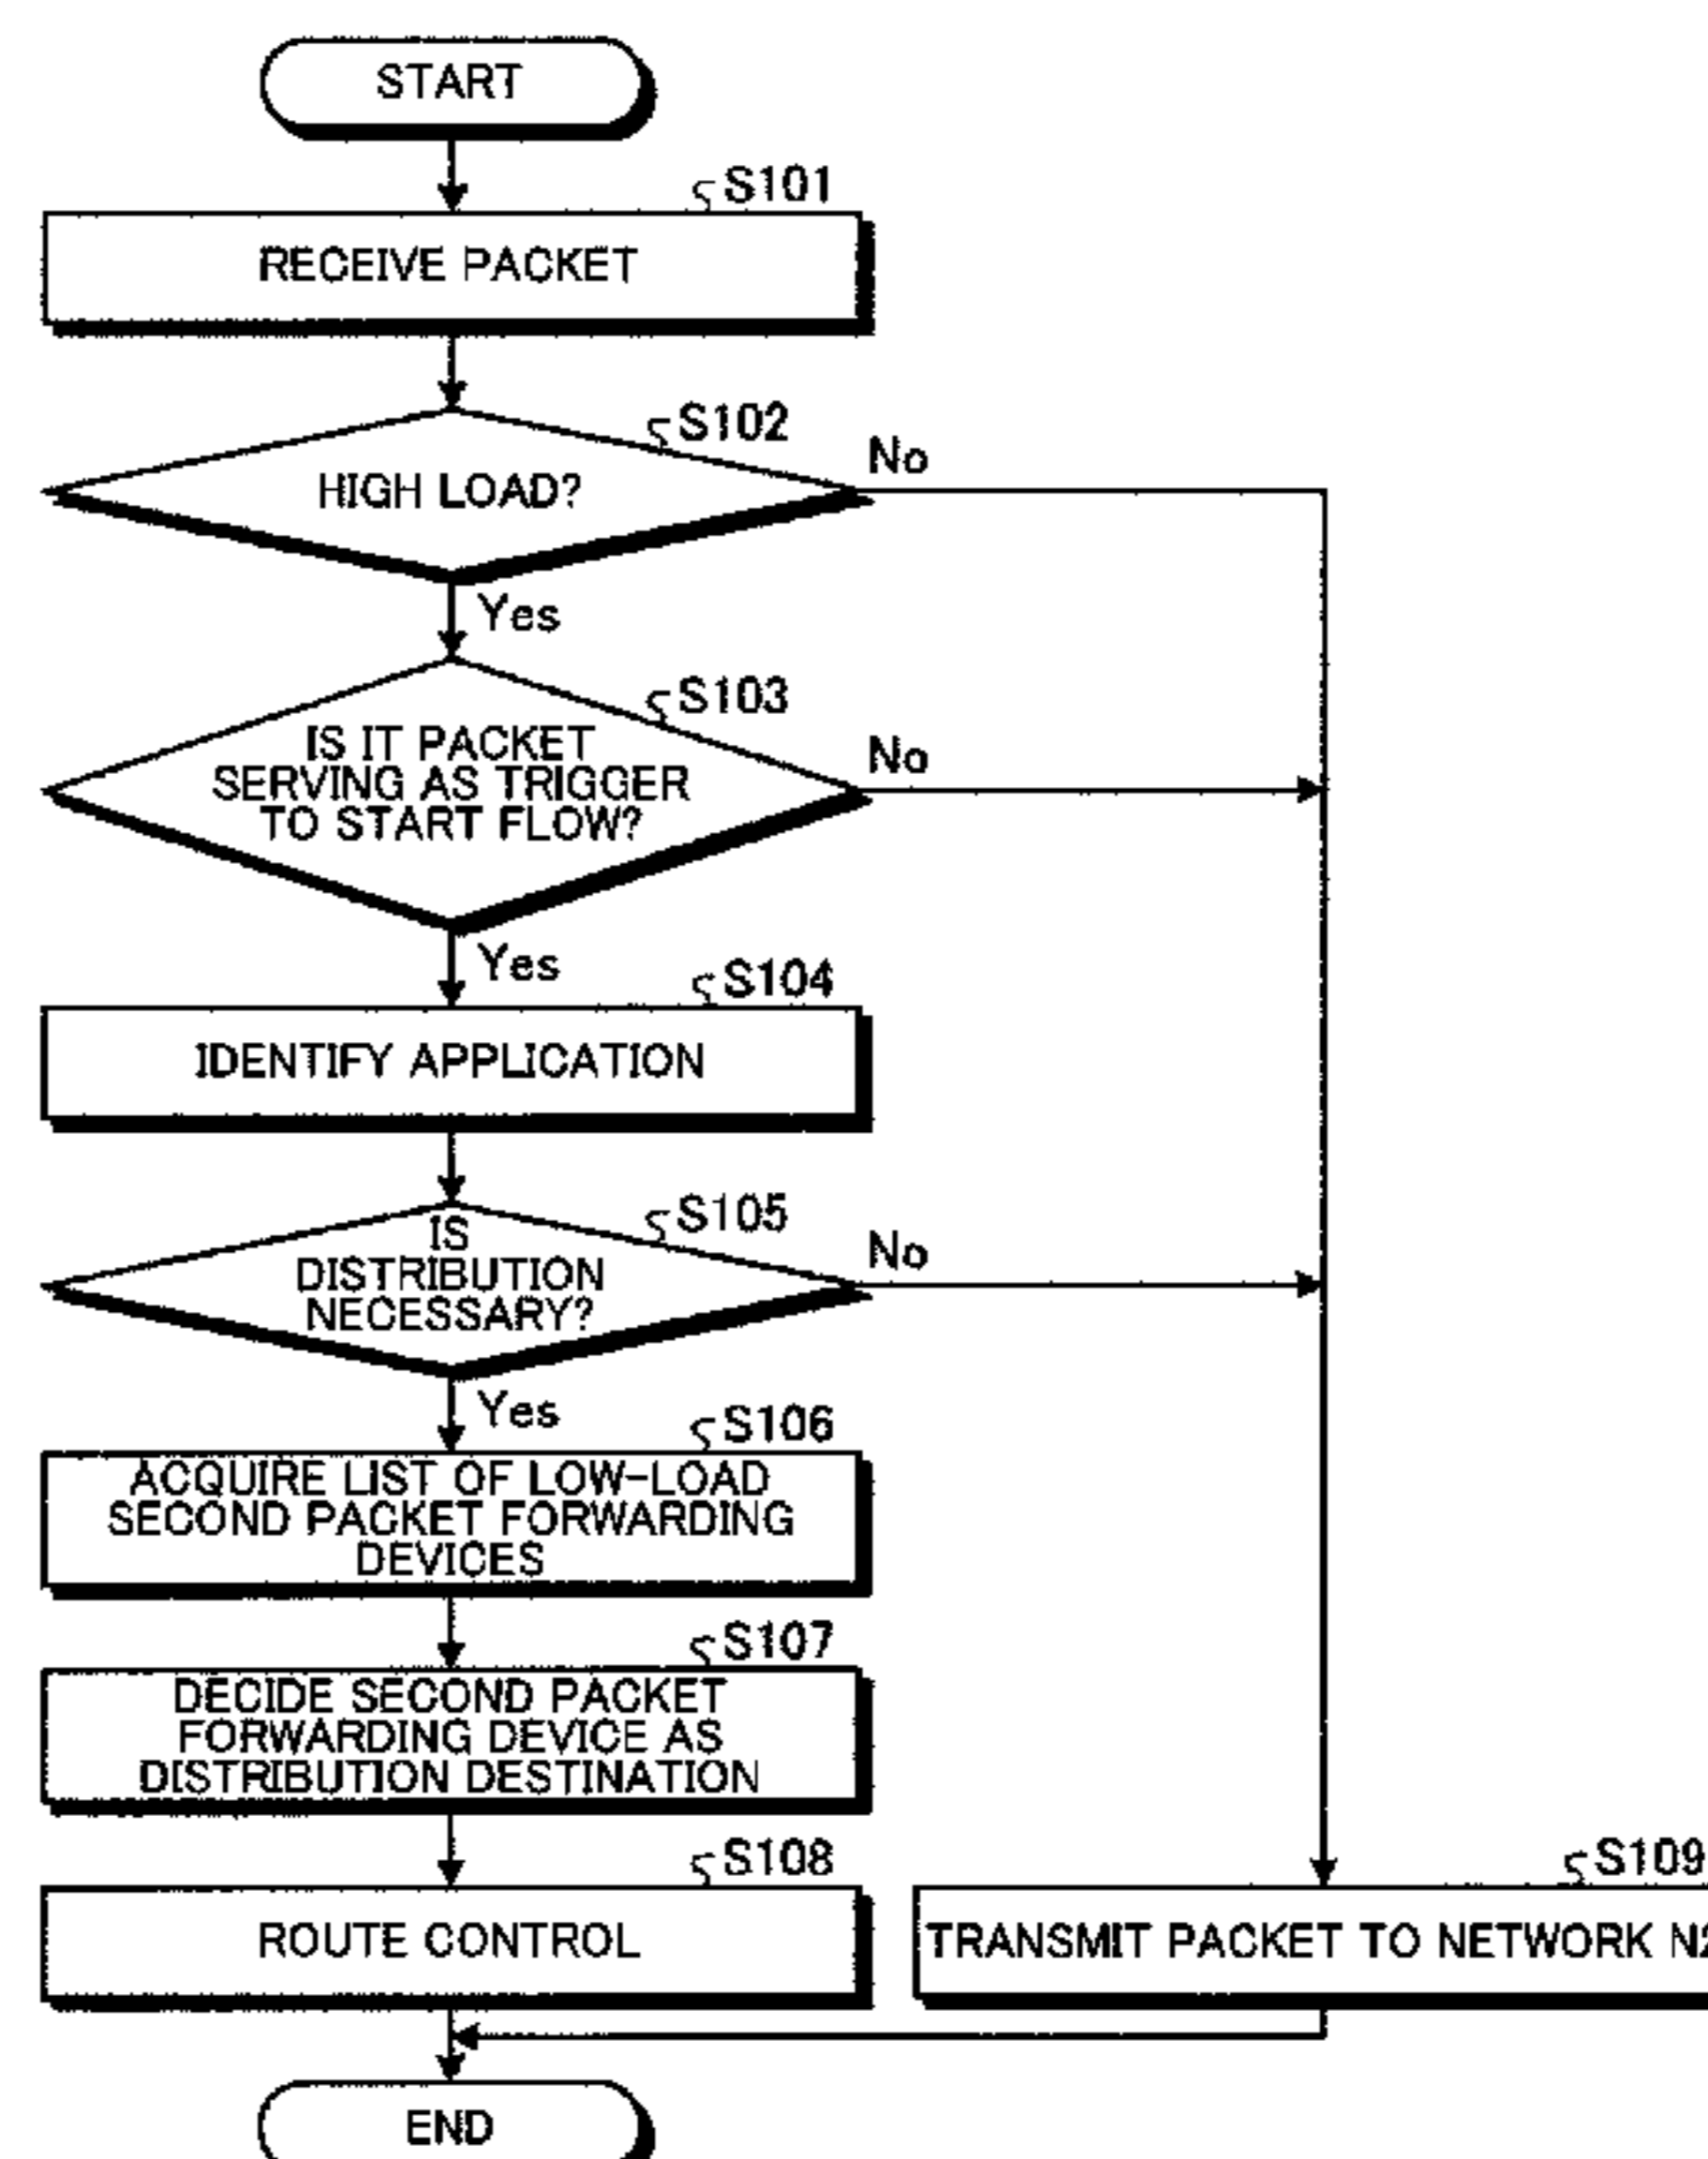 START
S101
RECEIVE PACKET
S102
HIGH LOAD?
No
Yes
S103
IS IT PACKET
SERVING AS TRIGGER
TO START FLOW?
No
Yes
S104
IDENTIFY APPLICATION
S105
IS
DISTRIBUTION
NECESSARY?
No
Yes
S106
ACQUIRE LIST OF LOW-LOAD
SECOND PACKET FORWARDING
DEVICES
S107
DECIDE SECOND PACKET
FORWARDING DEVICE AS
DISTRIBUTION DESTINATION
S108
ROUTE CONTROL
S109
TRANSMIT PACKET TO NETWORK N2
END